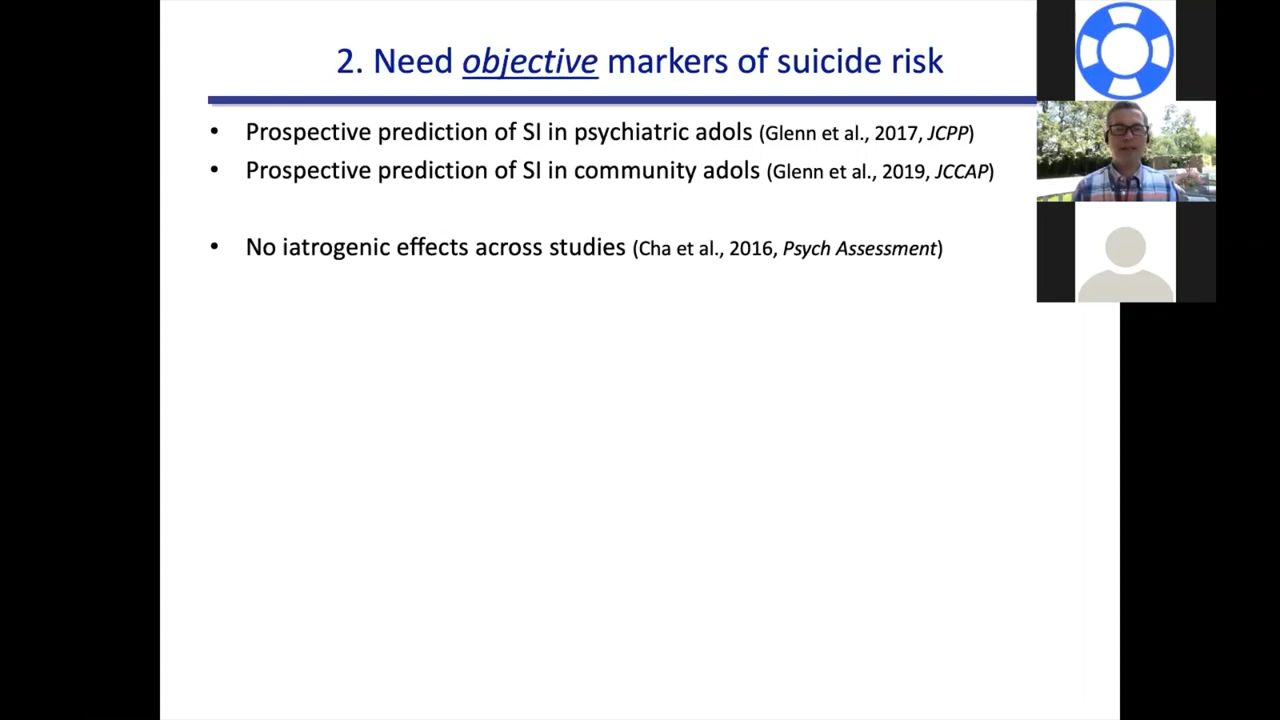 2. Need objective markers of suicide risk
• Prospective prediction of SI in psychiatric adols (Glenn et al., 2017, JCPP)
• Prospective prediction of SI in community adols (Glenn et al., 2019, JCCAP)
• No iatrogenic effects across studies (Cha et al., 2016, Psych Assessment)